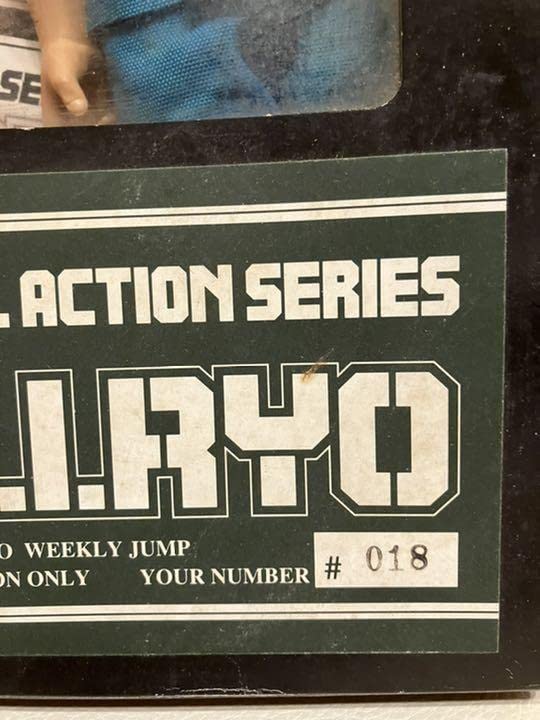 SE
. ACTION SERIES
.I.RYO
O WEEKLY JUMP
ON ONLY YOUR NUMBER # 018